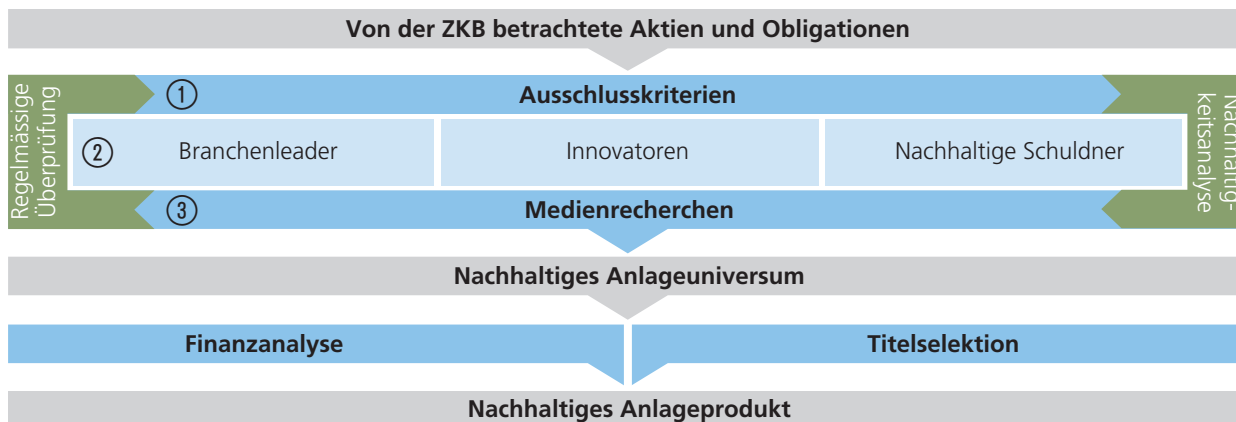 Von der ZKB betrachtete Aktien und Obligationen
Regelmässige
Überprüfung
① Ausschlusskriterien
② Branchenleader Innovatoren Nachhaltige Schuldner
③ Medienrecherchen
Nachhaltig-
keitsanalyse
Nachhaltiges Anlageuniversum
Finanzanalyse Titelselektion
Nachhaltiges Anlageprodukt